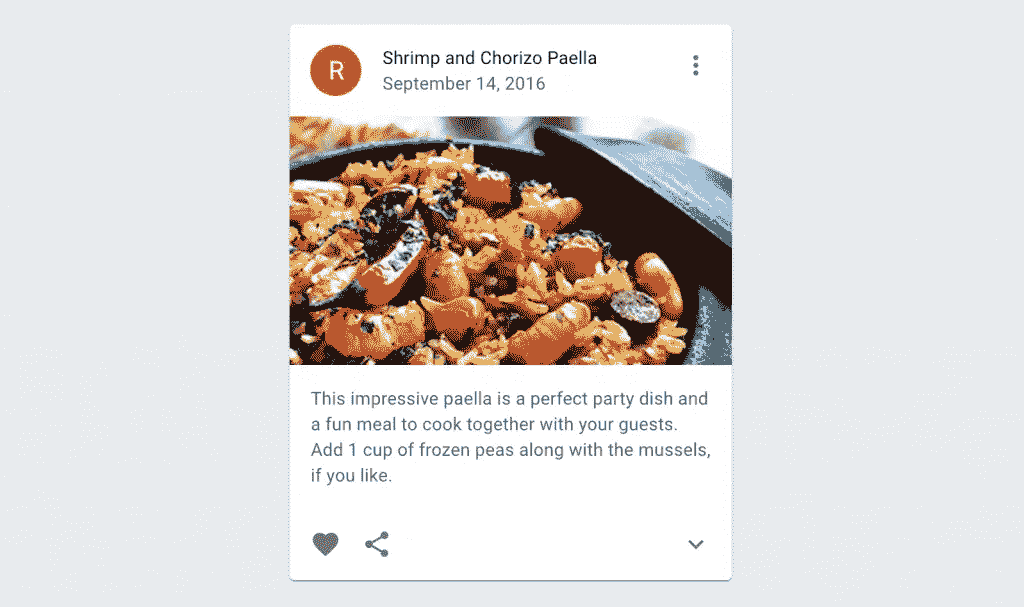 R
Shrimp and Chorizo Paella
September 14, 2016
This impressive paella is a perfect party dish and
a fun meal to cook together with your guests.
Add 1 cup of frozen peas along with the mussels,
if you like.